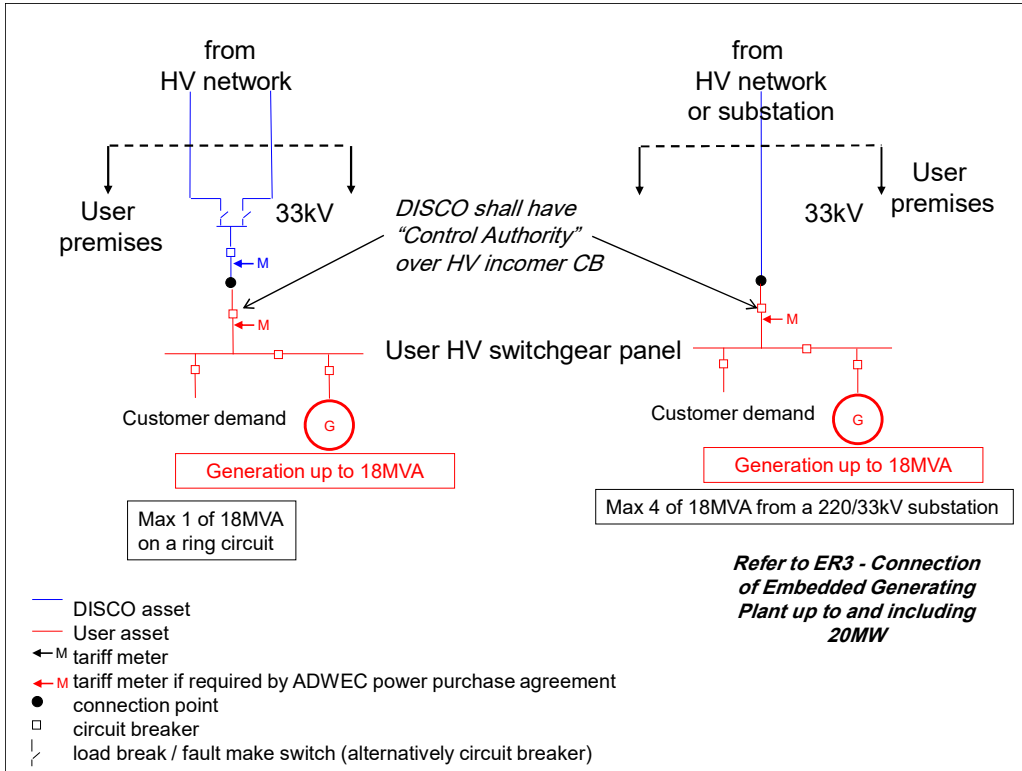 from
HV network
from
HV network
or substation
User
premises
33kV
DISCO shall have
“Control Authority”
over HV incomer CB
33kV
User
premises
M
M
M
User HV switchgear panel
Customer demand
G
Customer demand
G
Generation up to 18MVA
Generation up to 18MVA
Max 1 of 18MVA
on a ring circuit
Max 4 of 18MVA from a 220/33kV substation
Refer to ER3 - Connection
of Embedded Generating
Plant up to and including
20MW
DISCO asset
User asset
M tariff meter
M tariff meter if required by ADWEC power purchase agreement
connection point
circuit breaker
load break / fault make switch (alternatively circuit breaker)